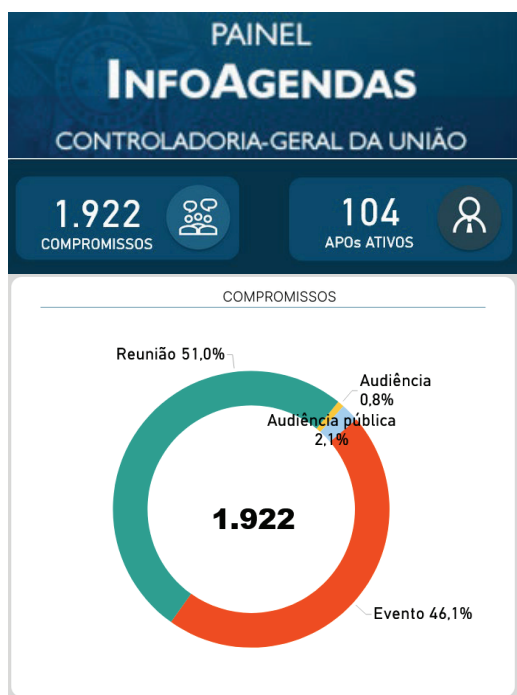 PAINEL
INFOAGENDAS
CONTROLADORIA-GERAL DA UNIÃO
1.922
COMPROMISSOS
104
APOs ATIVOS
COMPROMISSOS
Reunião 51,0%
Audiência
0,8%
Audiência pública
2,1%
1.922
Evento 46,1%